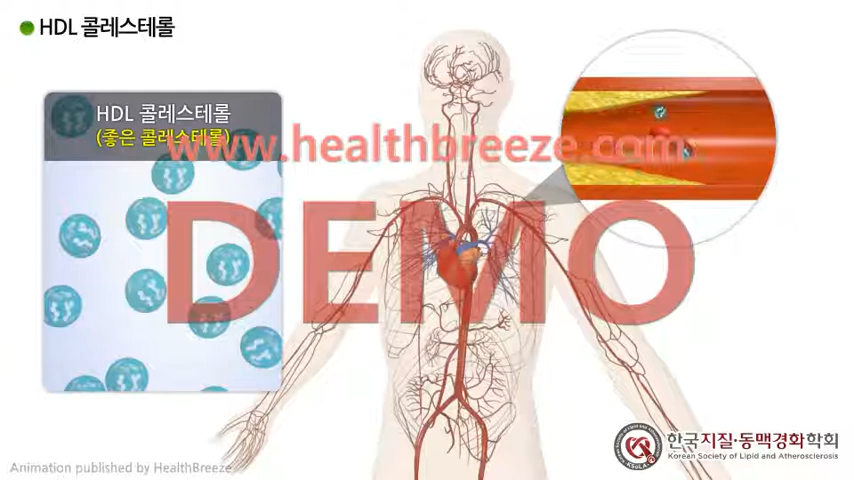 HDL 콜레스테롤
HDL 콜레스테롤
(좋은 콜레스테롤)
www.healthbreeze.com
DEMO
한국지질·동맥경화학회
Korean Society of Lipid and Atherosclerosis
KSoLA
Animation published by HealthBreeze